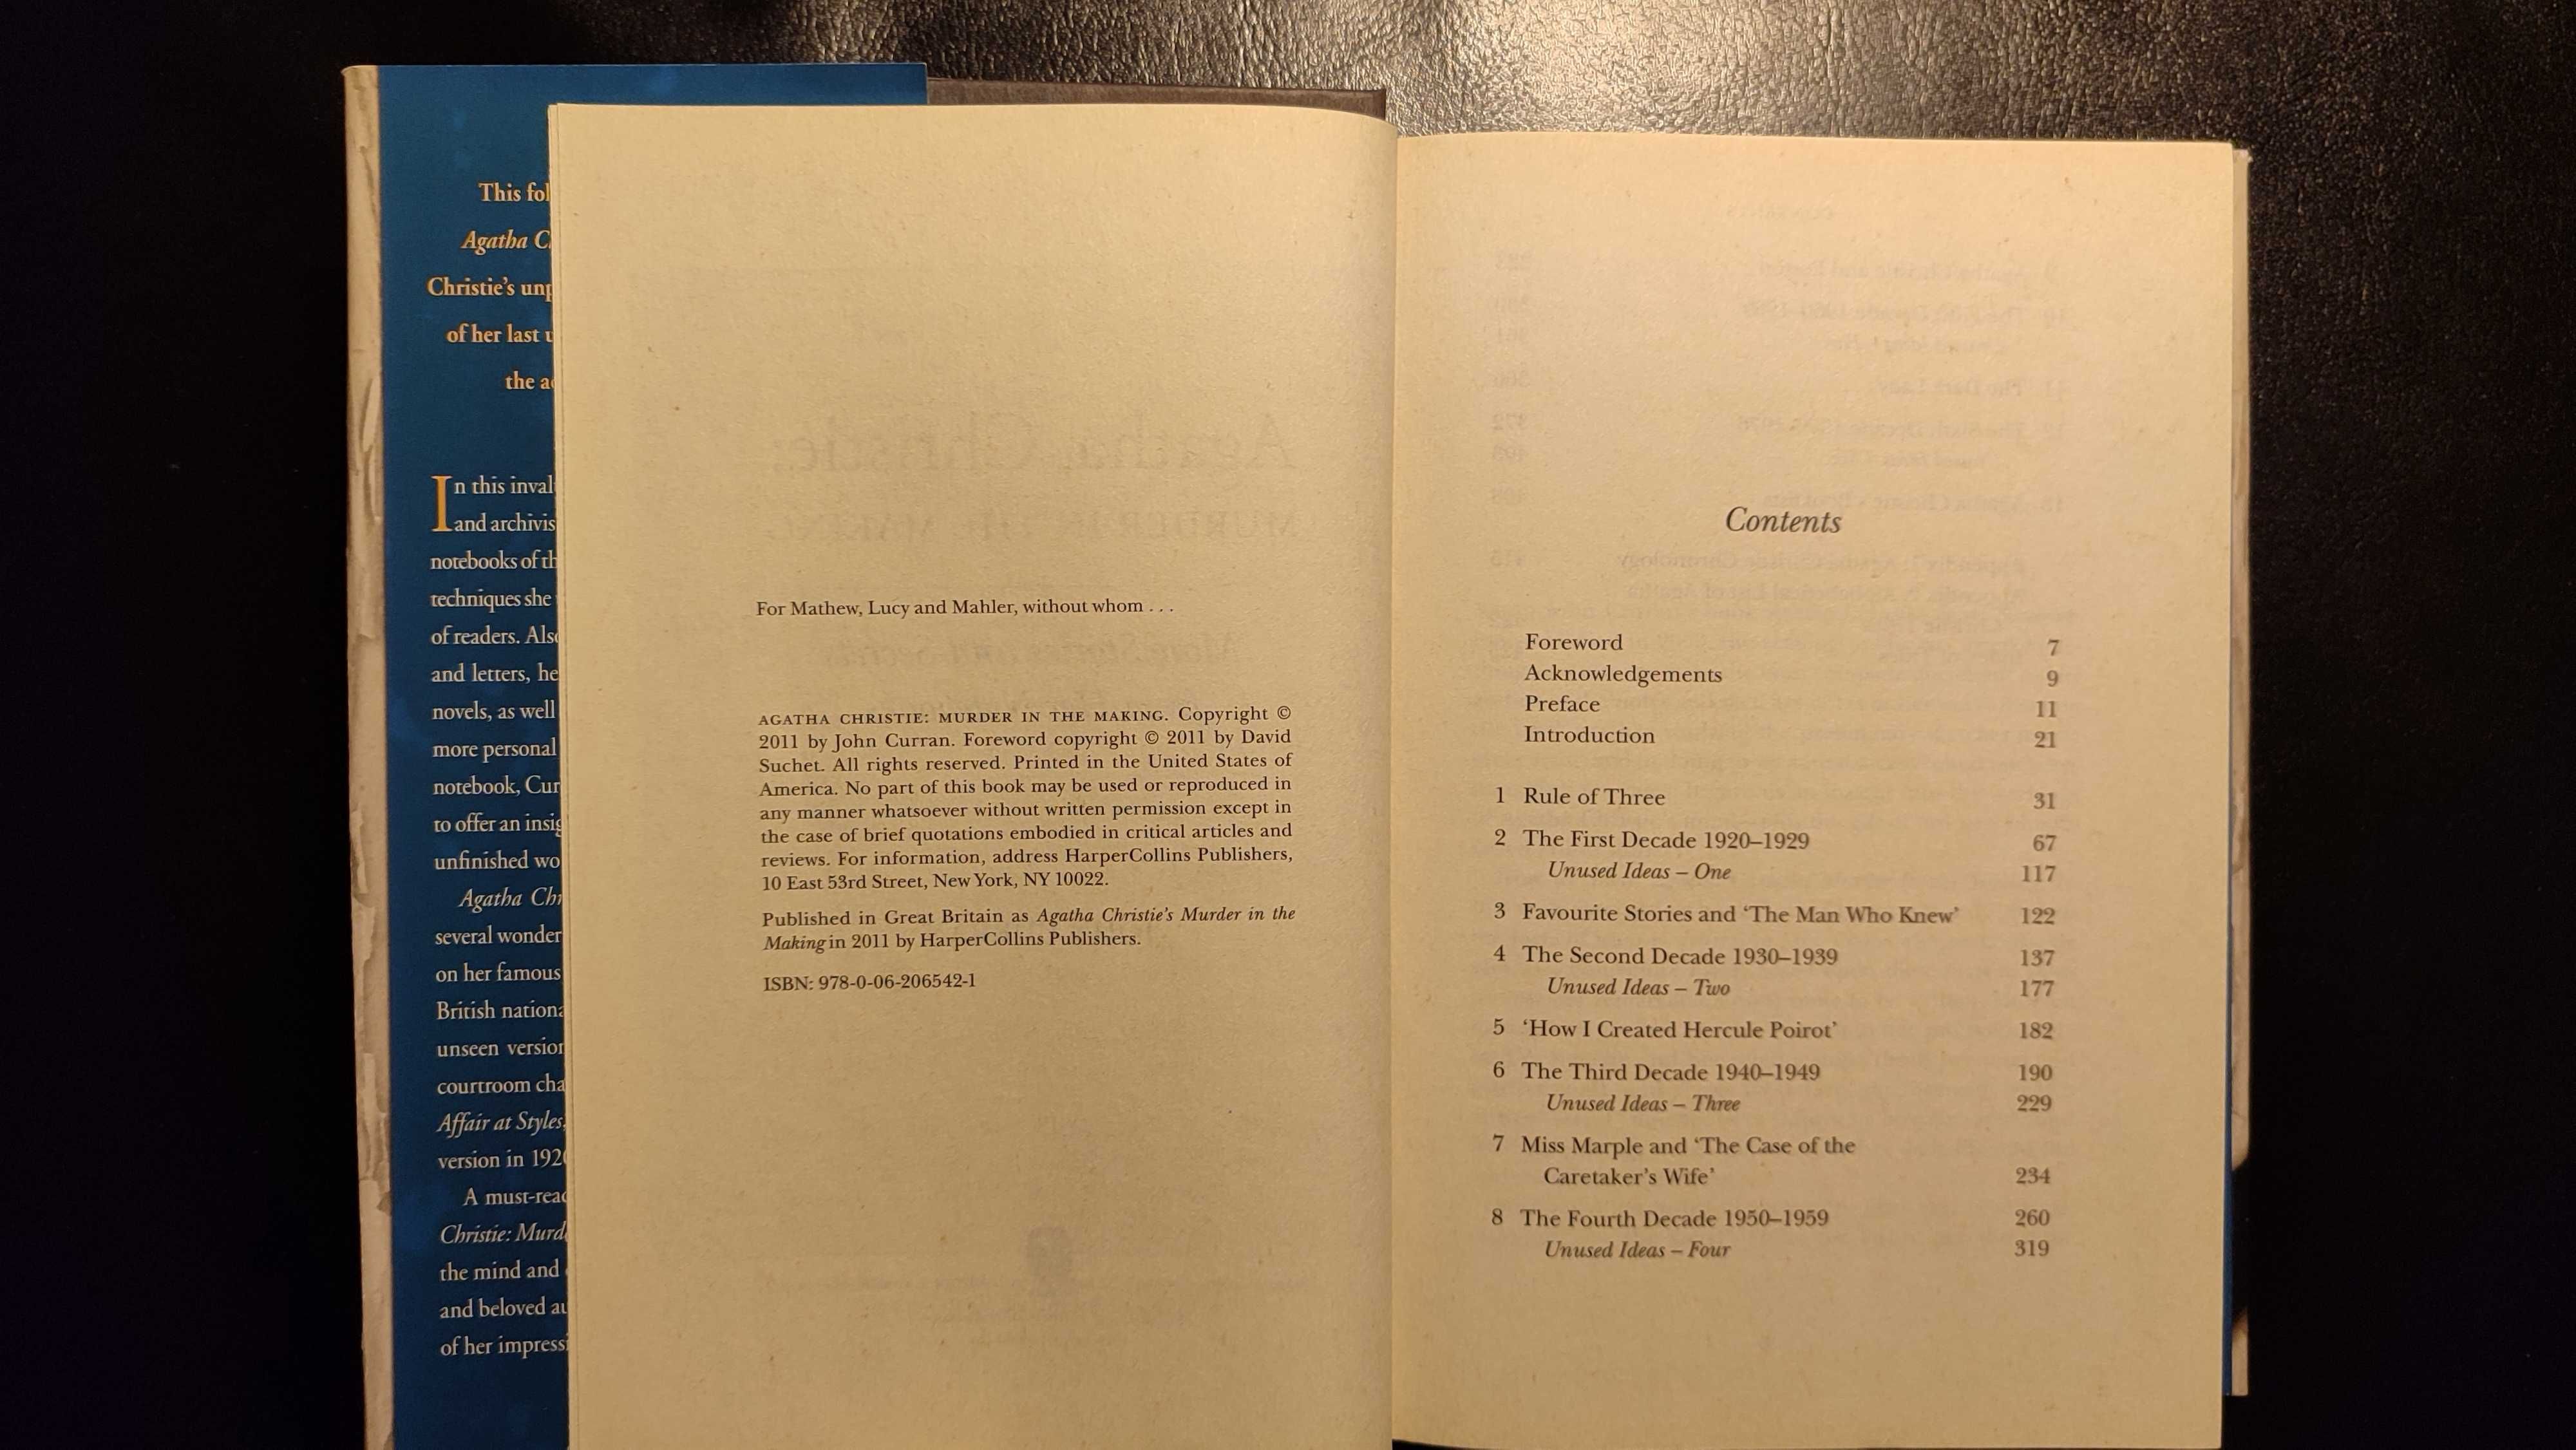 This fol
Agatha C
Christie's unp
of her last u
the a
In this inval
and archivis
notebooks of th
techniques she
of readers. Also
and letters, he
novels, as well
more personal
notebook, Cur
to offer an insig
unfinished wo
Agatha Chr
several wonder
on her famous
British nationa
unseen version
courtroom cha
Affair at Styles,
version in 1920
A must-read
Christie: Murde
the mind and
and beloved au
of her impressi
For Mathew, Lucy and Mahler, without whom . . .
AGATHA CHRISTIE: MURDER IN THE MAKING. Copyright ©
2011 by John Curran. Foreword copyright © 2011 by David
Suchet. All rights reserved. Printed in the United States of
America. No part of this book may be used or reproduced in
any manner whatsoever without written permission except in
the case of brief quotations embodied in critical articles and
reviews. For information, address HarperCollins Publishers,
10 East 53rd Street, New York, NY 10022.
Published in Great Britain as Agatha Christie's Murder in the
Making in 2011 by HarperCollins Publishers.
ISBN: 978-0-06-206542-1
Contents
Foreword 7
Acknowledgements 9
Preface 11
Introduction 21
1 Rule of Three 31
2 The First Decade 1920–1929 67
Unused Ideas – One 117
3 Favourite Stories and 'The Man Who Knew' 122
4 The Second Decade 1930–1939 137
Unused Ideas – Two 177
5 'How I Created Hercule Poirot' 182
6 The Third Decade 1940–1949 190
Unused Ideas – Three 229
7 Miss Marple and 'The Case of the
Caretaker's Wife' 234
8 The Fourth Decade 1950–1959 260
Unused Ideas – Four 319